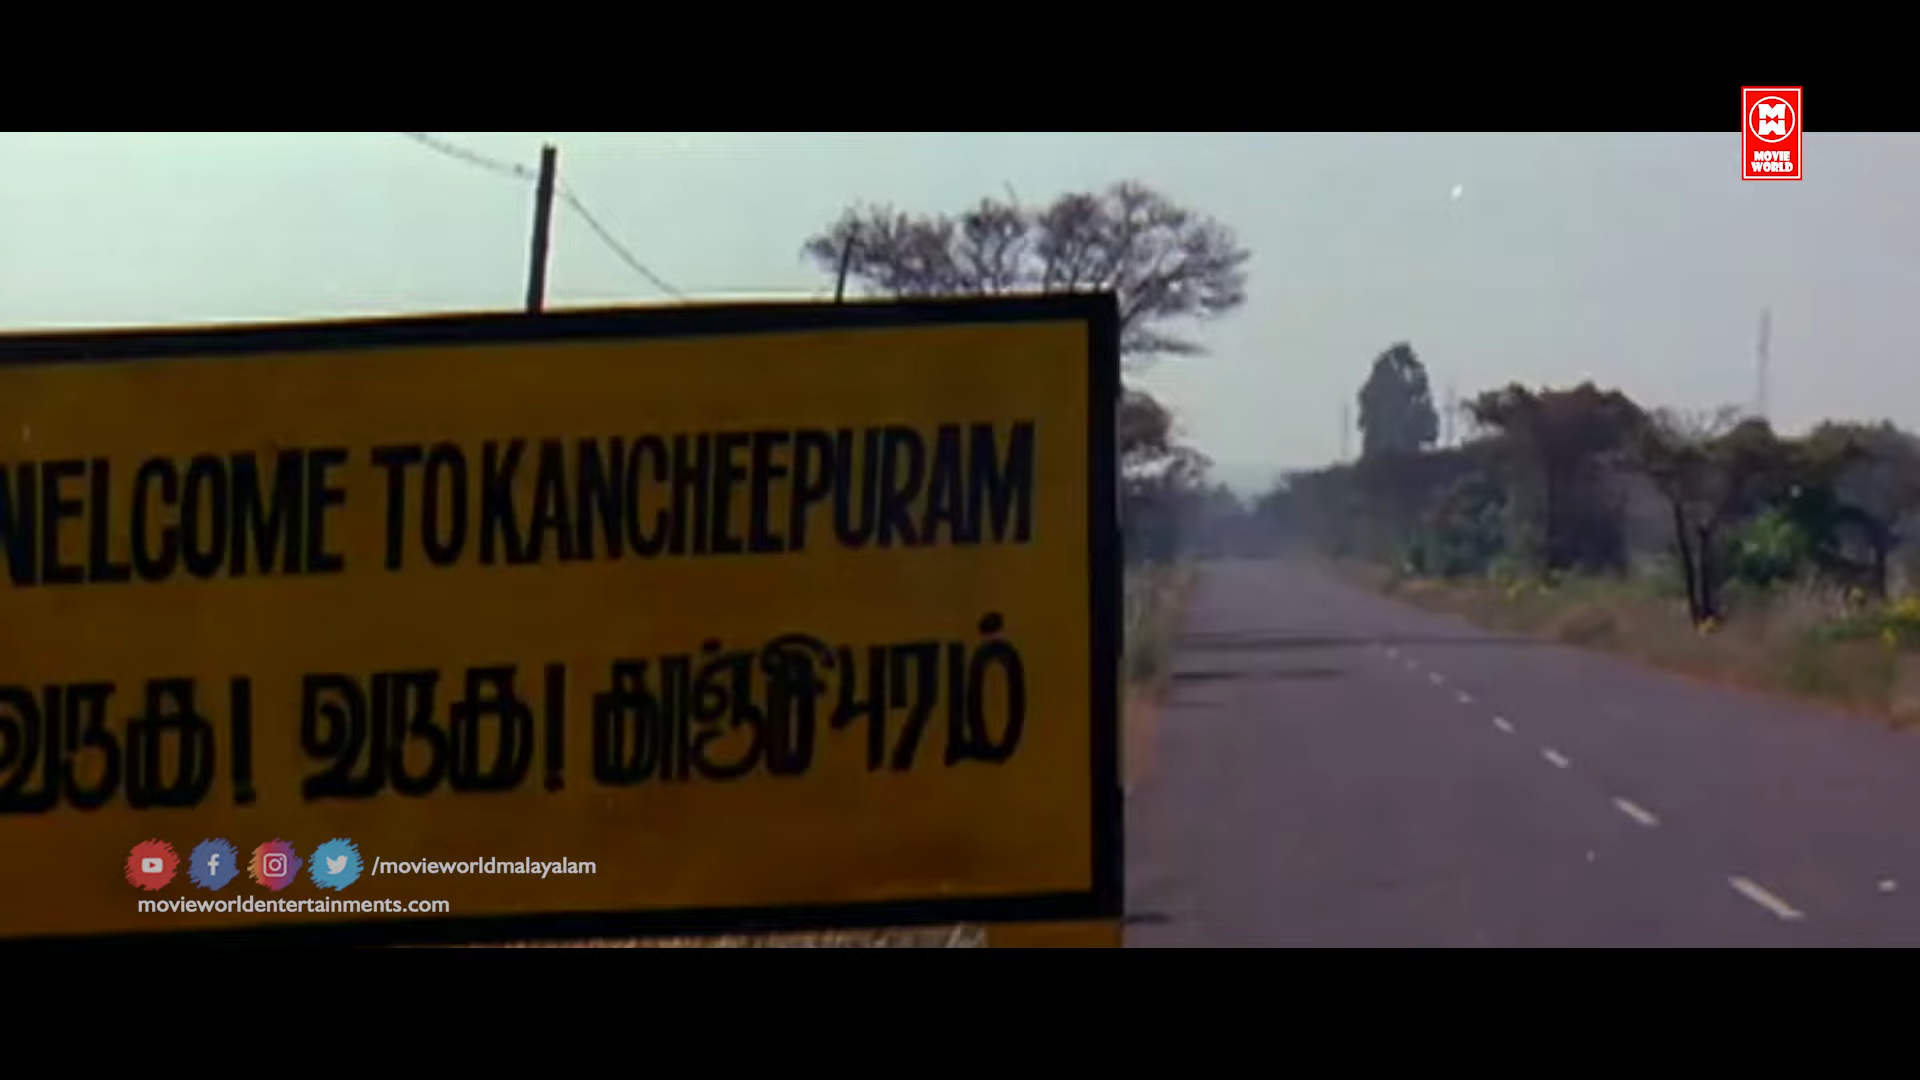 MOVIE
WORLD
WELCOME TO KANCHEEPURAM
வருக! வருக! காஞ்சிபுரம்
/movieworldmalayalam
movieworldentertainments.com